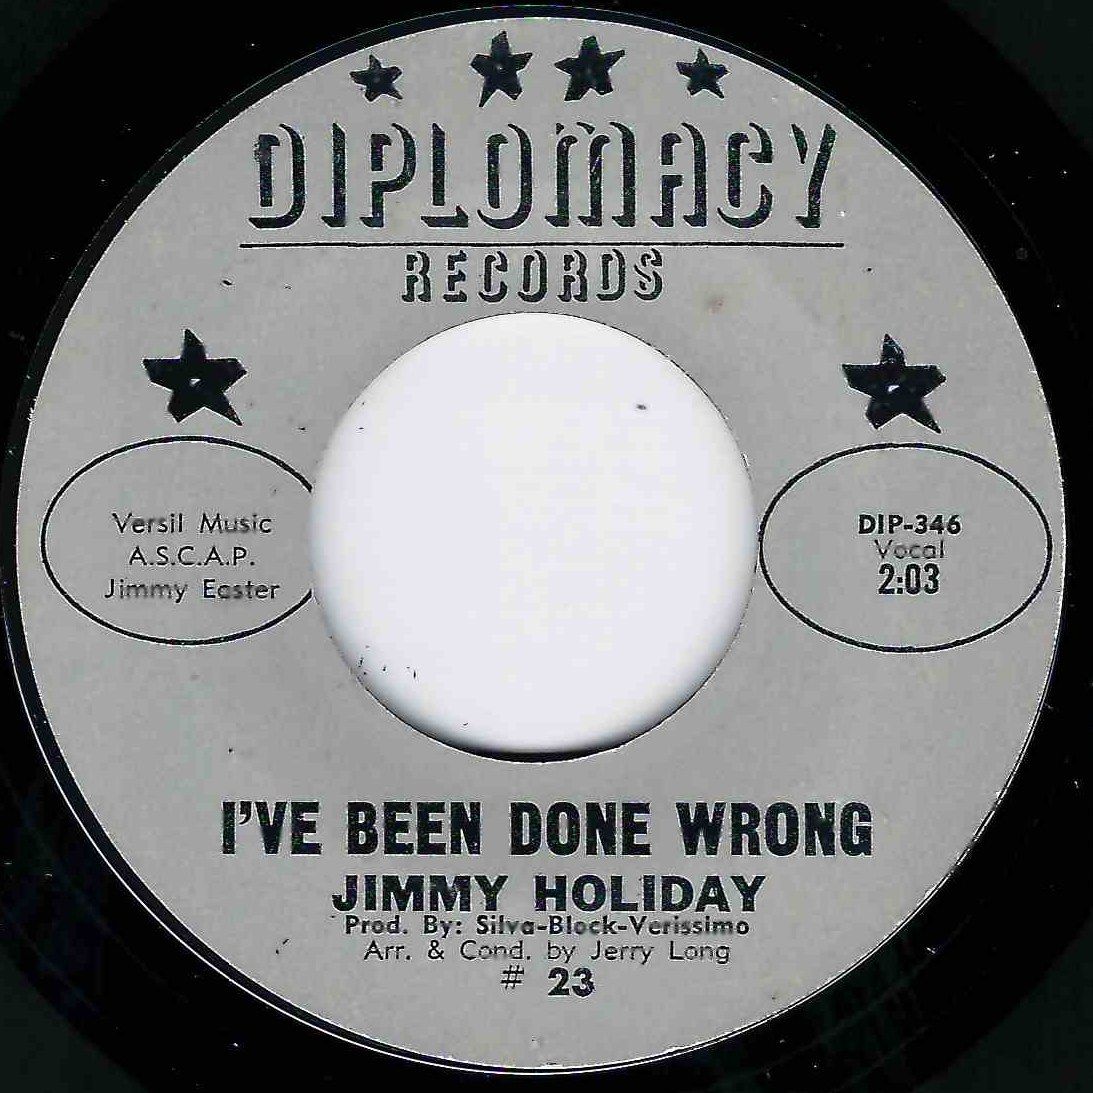 DIPLOMACY
RECORDS
Versil Music
A.S.C.A.P.
Jimmy Easter
DIP-346
Vocal
2:03
I'VE BEEN DONE WRONG
JIMMY HOLIDAY
Prod. By: Silva-Block-Verissimo
Arr. & Cond. by Jerry Long
# 23